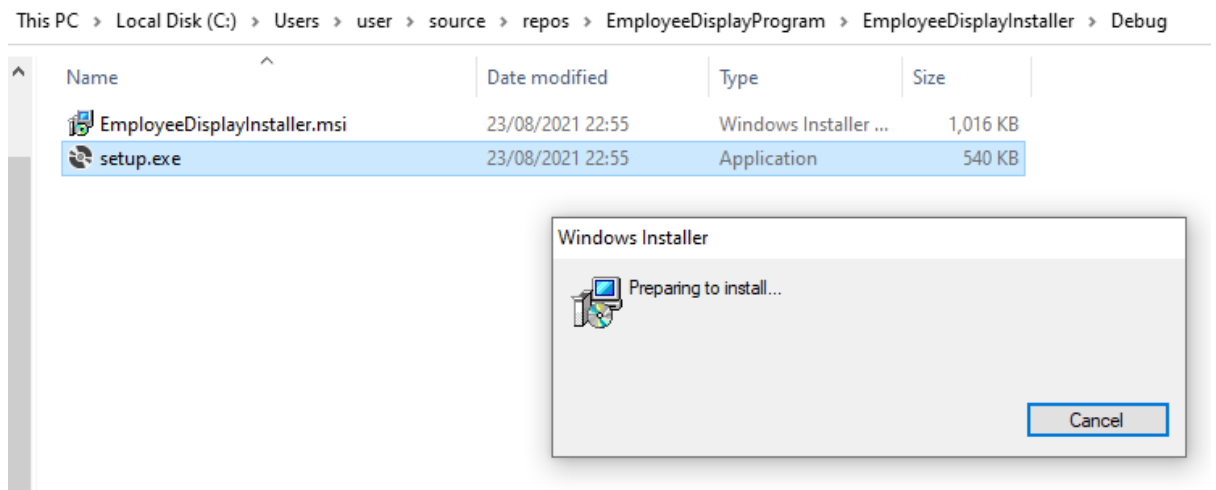 This PC > Local Disk (C:) > Users > user > source > repos > EmployeeDisplayProgram > EmployeeDisplayInstaller > Debug
Name Date modified Type Size
EmployeeDisplayInstaller.msi 23/08/2021 22:55 Windows Installer ... 1,016 KB
setup.exe 23/08/2021 22:55 Application 540 KB
Windows Installer
Preparing to install...
Cancel